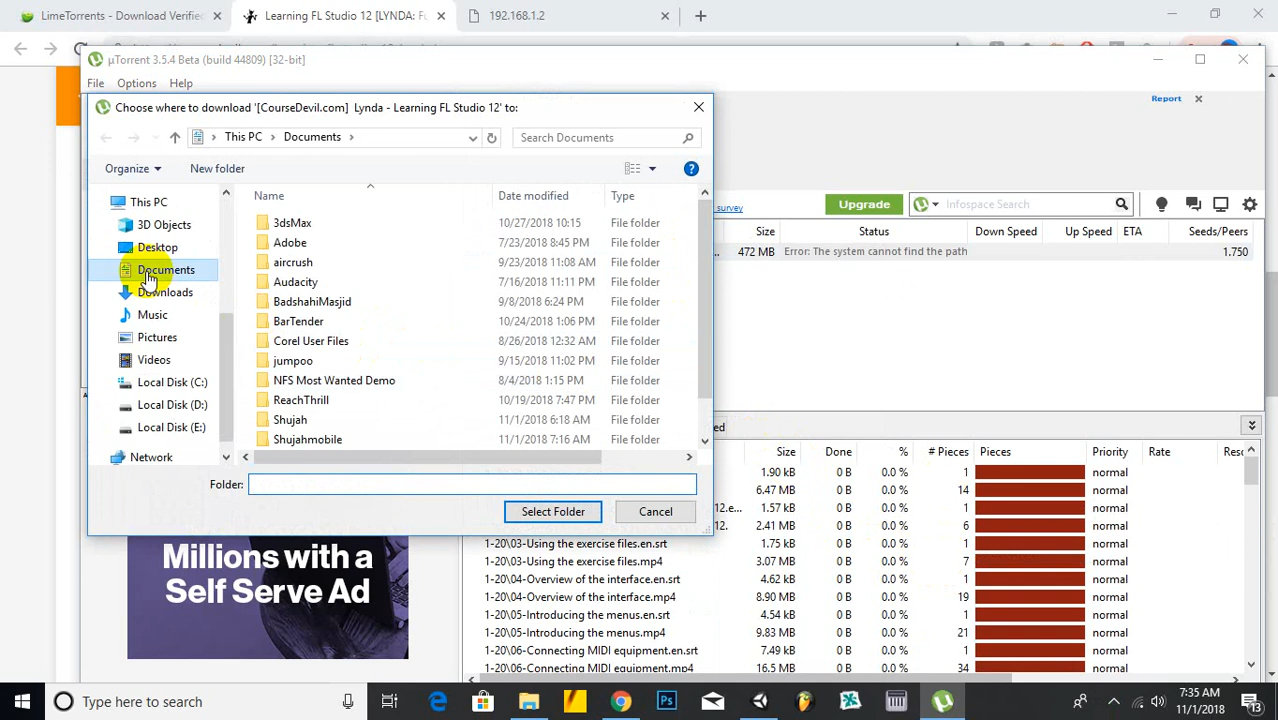 LimeTorrents - Download Verified
Learning FL Studio 12 [LYNDA: Fu
192.168.1.2
µTorrent 3.5.4 Beta (build 44809) [32-bit]
File Options Help
Report
Choose where to download '[CourseDevil.com] Lynda - Learning FL Studio 12' to:
This PC > Documents >
Search Documents
Organize
New folder
This PC
3D Objects
Desktop
Documents
Downloads
Music
Pictures
Videos
Local Disk (C:)
Local Disk (D:)
Local Disk (E:)
Network
Name Date modified Type
3dsMax 10/27/2018 10:15 File folder
Adobe 7/23/2018 8:45 PM File folder
aircrush 9/23/2018 11:08 AM File folder
Audacity 7/16/2018 11:11 PM File folder
BadshahiMasjid 9/8/2018 6:24 PM File folder
BarTender 10/24/2018 1:06 PM File folder
Corel User Files 8/26/2018 12:32 AM File folder
jumpoo 9/15/2018 11:02 PM File folder
NFS Most Wanted Demo 8/4/2018 1:15 PM File folder
ReachThrill 10/19/2018 7:47 PM File folder
Shujah 11/1/2018 6:18 AM File folder
Shujahmobile 11/1/2018 7:16 AM File folder
Folder:
Select Folder
Cancel
survey
Upgrade
Infospace Search
Size Status Down Speed Up Speed ETA Seeds/Peers
... 472 MB Error: The system cannot find the path 1.750
ed
Size Done % # Pieces Pieces Priority Rate Resc
1.90 kB 0 B 0.0 % 1 normal
6.47 MB 0 B 0.0 % 14 normal
12.e... 1.57 kB 0 B 0.0 % 1 normal
12. 2.41 MB 0 B 0.0 % 6 normal
1-20\03-Using the exercise files.en.srt 1.75 kB 0 B 0.0 % 1 normal
1-20\03-Using the exercise files.mp4 3.07 MB 0 B 0.0 % 7 normal
1-20\04-Overview of the interface.en.srt 4.62 kB 0 B 0.0 % 1 normal
1-20\04-Overview of the interface.mp4 8.90 MB 0 B 0.0 % 19 normal
1-20\05-Introducing the menus.en.srt 4.54 kB 0 B 0.0 % 1 normal
1-20\05-Introducing the menus.mp4 9.83 MB 0 B 0.0 % 21 normal
1-20\06-Connecting MIDI equipment.en.srt 7.49 kB 0 B 0.0 % 1 normal
1-20\06-Connecting MIDI equipment.mp4 16.5 MB 0 B 0.0 % 34 normal
Millions with a
Self Serve Ad
Type here to search
7:35 AM
11/1/2018
13